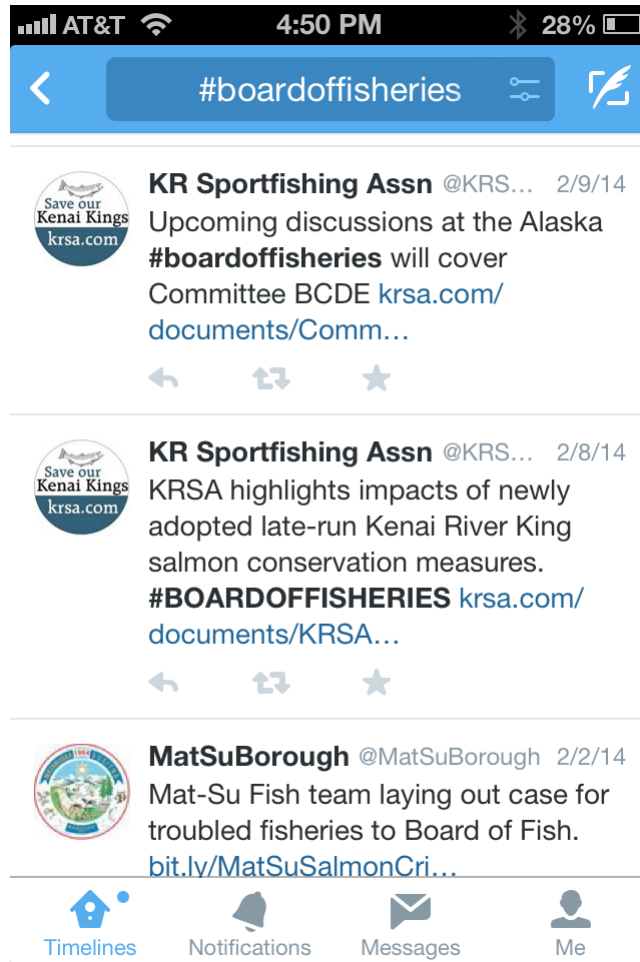 AT&T 4:50 PM 28%
#boardoffisheries
Save our
Kenai Kings
krsa.com
KR Sportfishing Assn @KRS... 2/9/14
Upcoming discussions at the Alaska
#boardoffisheries will cover
Committee BCDE krsa.com/
documents/Comm...
Save our
Kenai Kings
krsa.com
KR Sportfishing Assn @KRS... 2/8/14
KRSA highlights impacts of newly
adopted late-run Kenai River King
salmon conservation measures.
#BOARDOFFISHERIES krsa.com/
documents/KRSA...
MatSuBorough @MatSuBorough 2/2/14
Mat-Su Fish team laying out case for
troubled fisheries to Board of Fish.
bit.ly/MatSuSalmonCri...
Timelines Notifications Messages Me